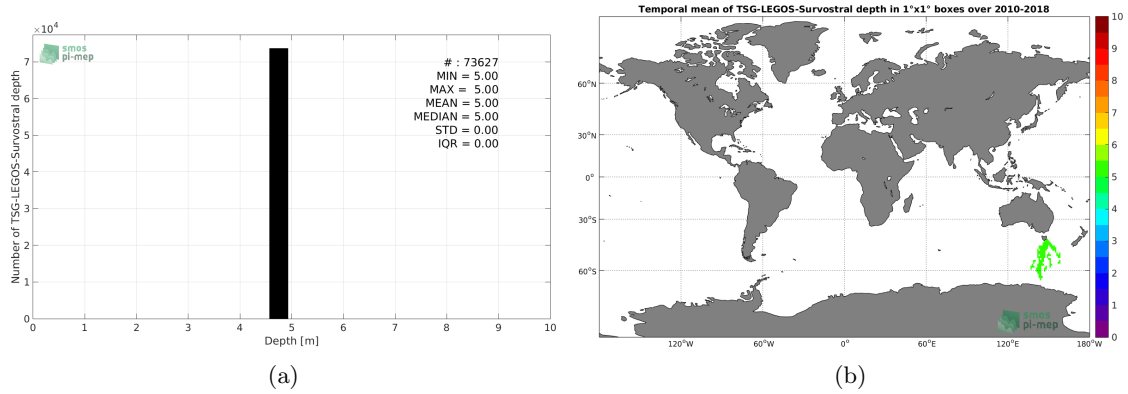 ×10⁴
smos
pi-mep
# : 73627
MIN = 5.00
MAX = 5.00
MEAN = 5.00
MEDIAN = 5.00
STD = 0.00
IQR = 0.00
Number of TSG-LEGOS-Survostral depth
7
6
5
4
3
2
1
0
0 1 2 3 4 5 6 7 8 9 10
Depth [m]
(a)
Temporal mean of TSG-LEGOS-Survostral depth in 1°x1° boxes over 2010-2018
60°N
30°N
0°
30°S
60°S
120°W 60°W 0° 60°E 120°E 180°W
smos
pi-mep
10
9
8
7
6
5
4
3
2
1
0
(b)